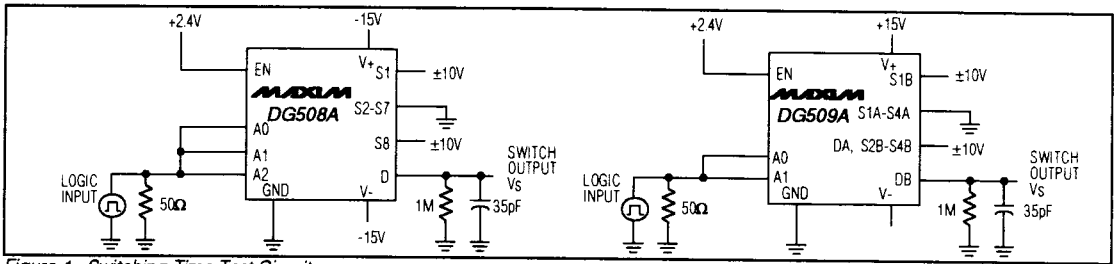 +2.4V
-15V
EN
V+
S1
±10V
MAXIM
DG508A
S2-S7
A0
A1
A2
S8
±10V
LOGIC
INPUT
50Ω
GND
D
V-
-15V
1M
35pF
SWITCH
OUTPUT
VS
+2.4V
+15V
EN
V+
S1B
±10V
MAXIM
DG509A
S1A-S4A
A0
A1
DA, S2B-S4B
±10V
LOGIC
INPUT
50Ω
GND
DB
V-
1M
35pF
SWITCH
OUTPUT
VS
Figure 1. Switching Time Test Circuit